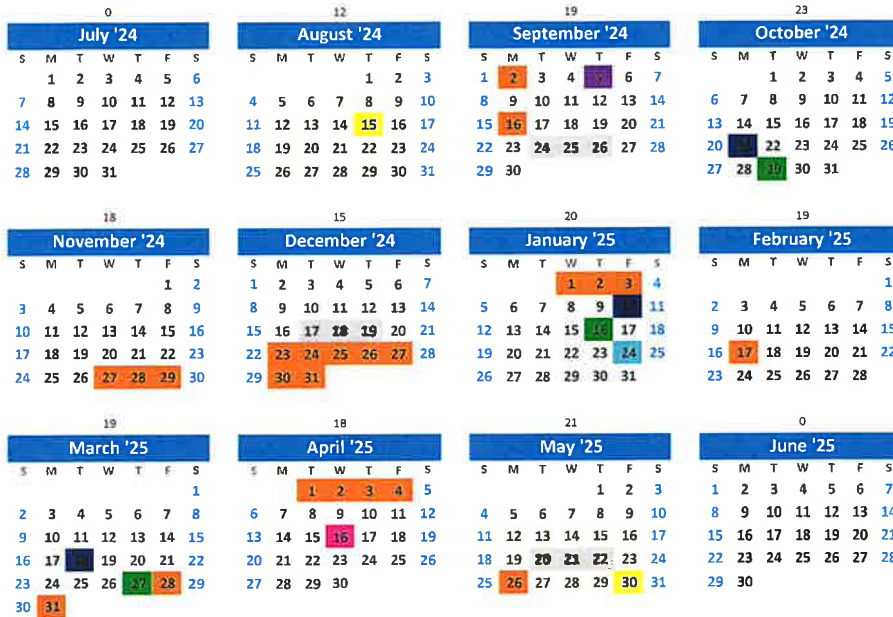 0
July '24
S M T W T F S
1 2 3 4 5 6
7 8 9 10 11 12 13
14 15 16 17 18 19 20
21 22 23 24 25 26 27
28 29 30 31
12
August '24
S M T W T F S
1 2 3
4 5 6 7 8 9 10
11 12 13 14 15 16 17
18 19 20 21 22 23 24
25 26 27 28 29 30 31
19
September '24
S M T W T F S
1 2 3 4 6 7
8 9 10 11 12 13 14
15 16 17 18 19 20 21
22 23 24 25 26 27 28
29 30
23
October '24
S M T W T F S
1 2 3 4 5
6 7 8 9 10 11 12
13 14 15 16 17 18 19
20 22 23 24 25 26
27 28 29 30 31
18
November '24
S M T W T F S
1 2
3 4 5 6 7 8 9
10 11 12 13 14 15 16
17 18 19 20 21 22 23
24 25 26 27 28 29 30
15
December '24
S M T W T F S
1 2 3 4 5 6 7
8 9 10 11 12 13 14
15 16 17 18 19 20 21
22 23 24 25 26 27 28
29 30 31
20
January '25
S M T W T F S
1 2 3 4
5 6 7 8 9 11
12 13 14 15 16 17 18
19 20 21 22 23 24 25
26 27 28 29 30 31
19
February '25
S M T W T F S
1
2 3 4 5 6 7 8
9 10 11 12 13 14 15
16 17 18 19 20 21 22
23 24 25 26 27 28
19
March '25
S M T W T F S
1
2 3 4 5 6 7 8
9 10 11 12 13 14 15
16 17 19 20 21 22
23 24 25 26 27 28 29
30 31
18
April '25
S M T W T F S
1 2 3 4 5
6 7 8 9 10 11 12
13 14 15 16 17 18 19
20 21 22 23 24 25 26
27 28 29 30
21
May '25
S M T W T F S
1 2 3
4 5 6 7 8 9 10
11 12 13 14 15 16 17
18 19 20 21 22 23 24
25 26 27 28 29 30 31
0
June '25
S M T W T F S
1 2 3 4 5 6 7
8 9 10 11 12 13 14
15 16 17 18 19 20 21
22 23 24 25 26 27 28
29 30